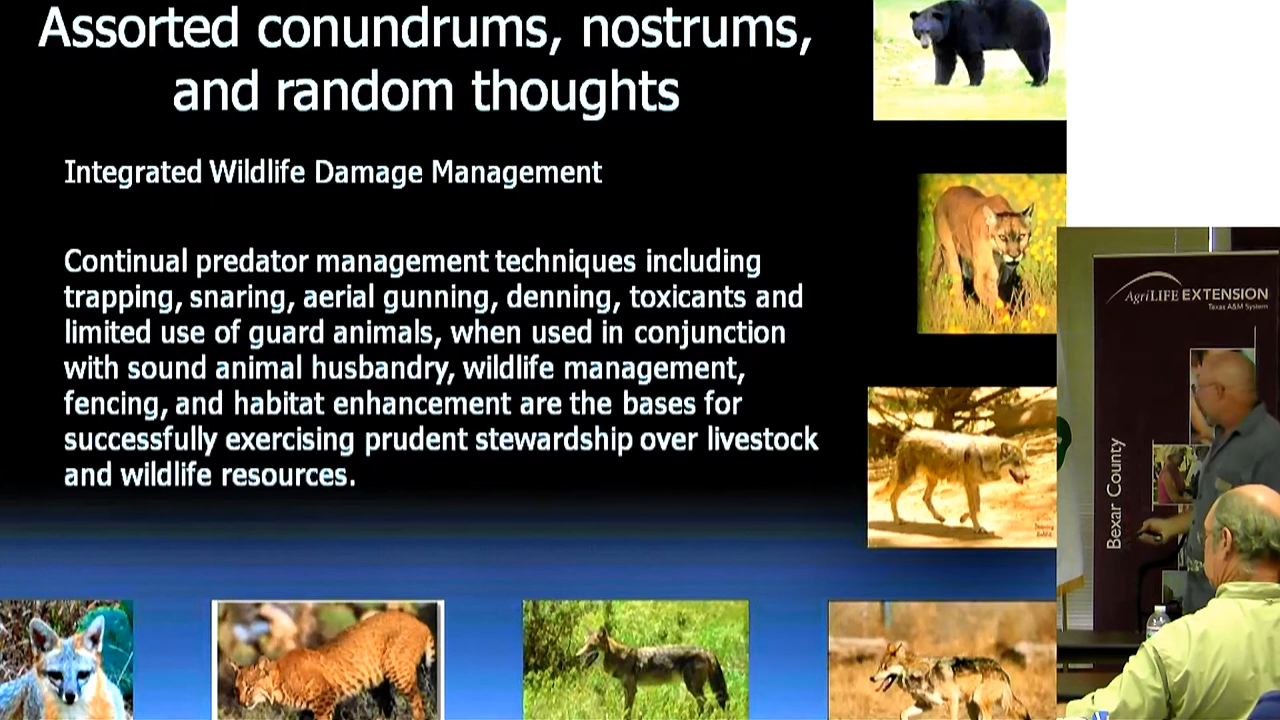 Assorted conundrums, nostrums,
and random thoughts
Integrated Wildlife Damage Management
Continual predator management techniques including
trapping, snaring, aerial gunning, denning, toxicants and
limited use of guard animals, when used in conjunction
with sound animal husbandry, wildlife management,
fencing, and habitat enhancement are the bases for
successfully exercising prudent stewardship over livestock
and wildlife resources.
AgriLIFE EXTENSION
Texas A&M System
Bexar County